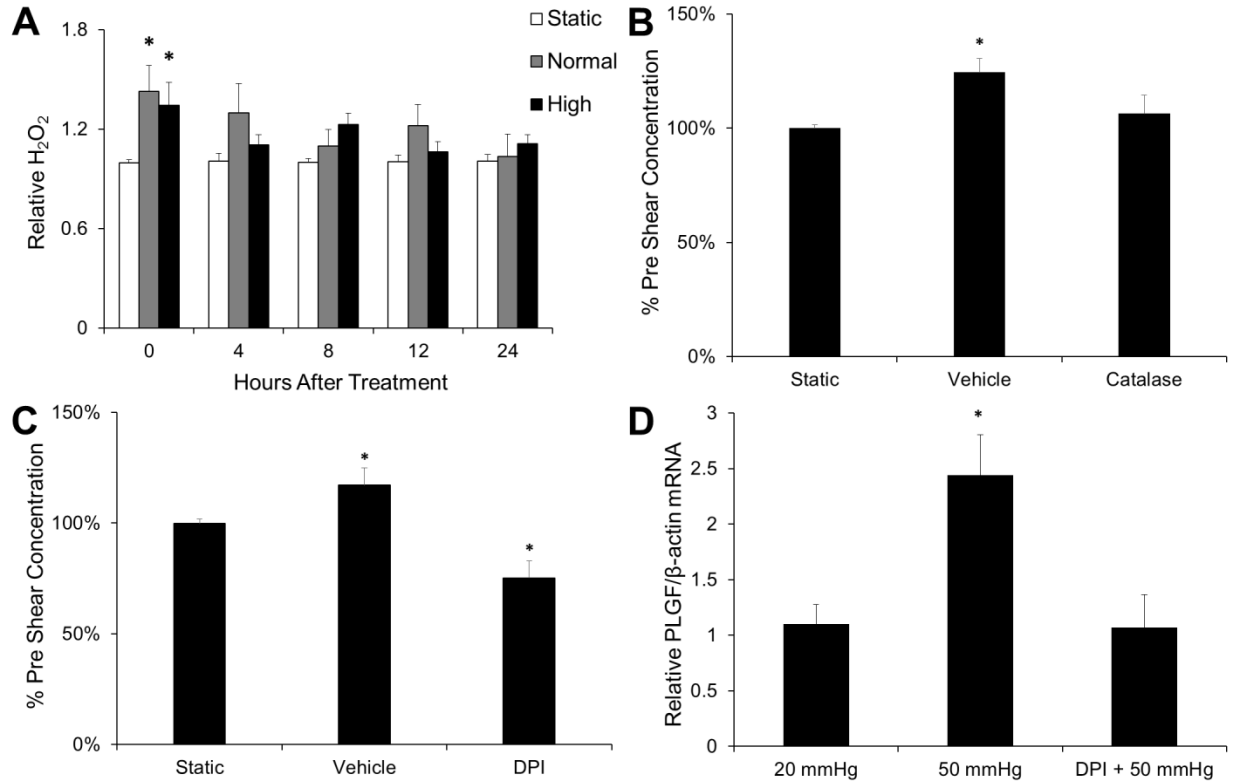 A
Static
Normal
High
Relative H₂O₂
1.8
1.2
0.6
0
* *
0 4 8 12 24
Hours After Treatment
B
% Pre Shear Concentration
150%
100%
50%
0%
*
Static Vehicle Catalase
C
% Pre Shear Concentration
150%
100%
50%
0%
* *
Static Vehicle DPI
D
Relative PLGF/β-actin mRNA
3
2.5
2
1.5
1
0.5
0
*
20 mmHg 50 mmHg DPI + 50 mmHg